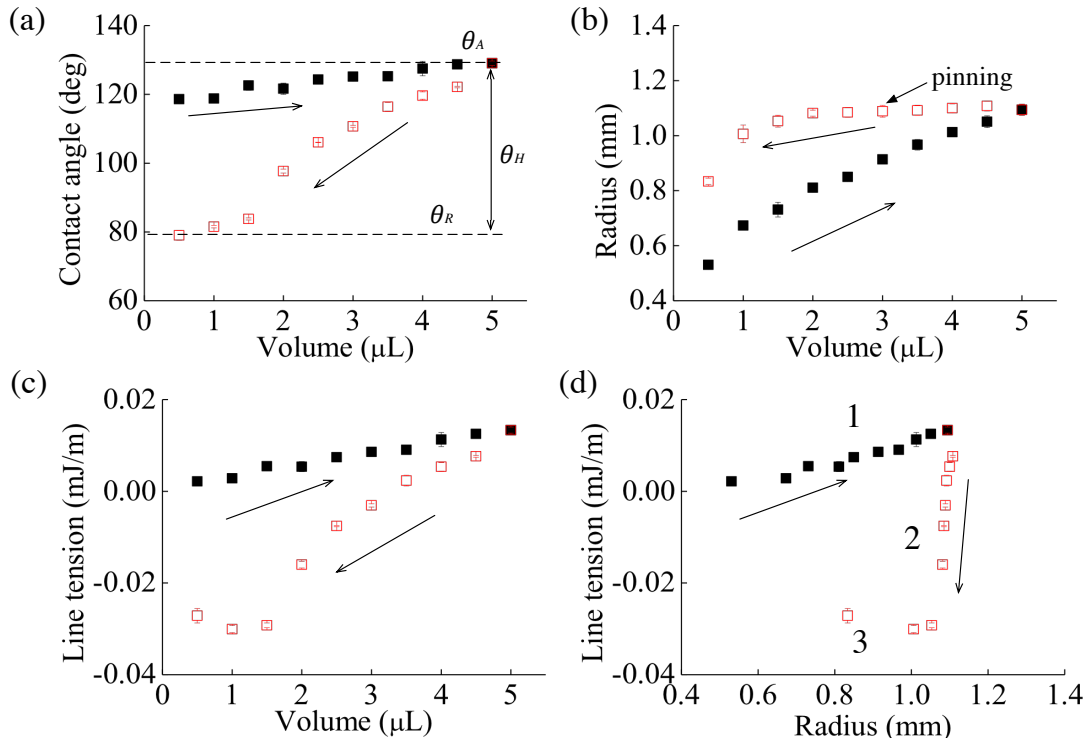 (a)
140
120
100
80
60
Contact angle (deg)
θA
θH
θR
0 1 2 3 4 5
Volume (μL)
(b)
1.4
1.2
1.0
0.8
0.6
0.4
Radius (mm)
pinning
0 1 2 3 4 5
Volume (μL)
(c)
0.02
0.00
-0.02
-0.04
Line tension (mJ/m)
0 1 2 3 4 5
Volume (μL)
(d)
0.02
0.00
-0.02
-0.04
Line tension (mJ/m)
1
2
3
0.4 0.6 0.8 1.0 1.2 1.4
Radius (mm)